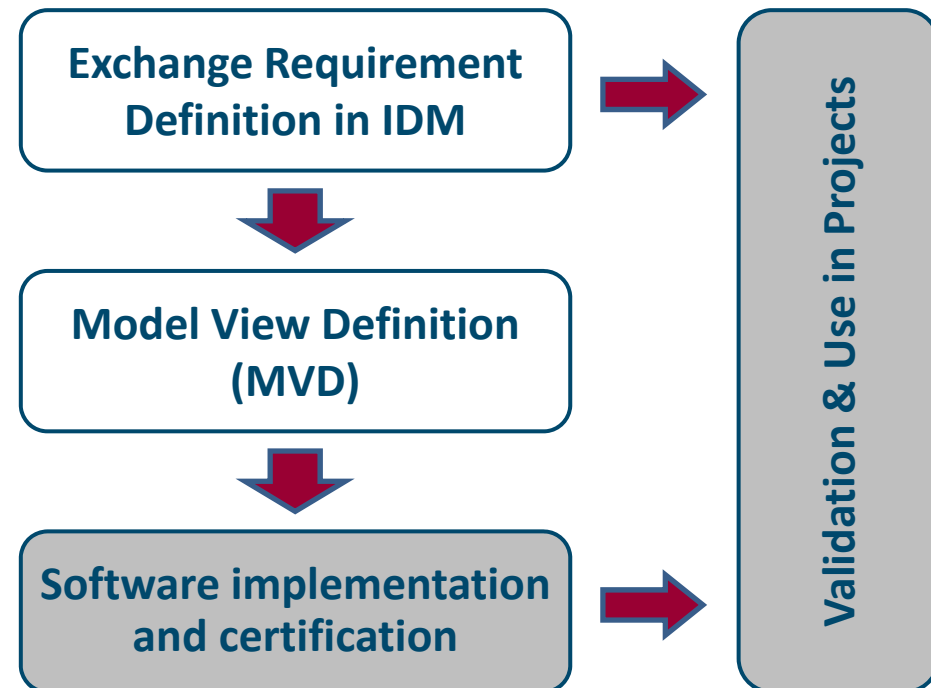 Exchange Requirement
Definition in IDM
Model View Definition
(MVD)
Software implementation
and certification
Validation & Use in Projects